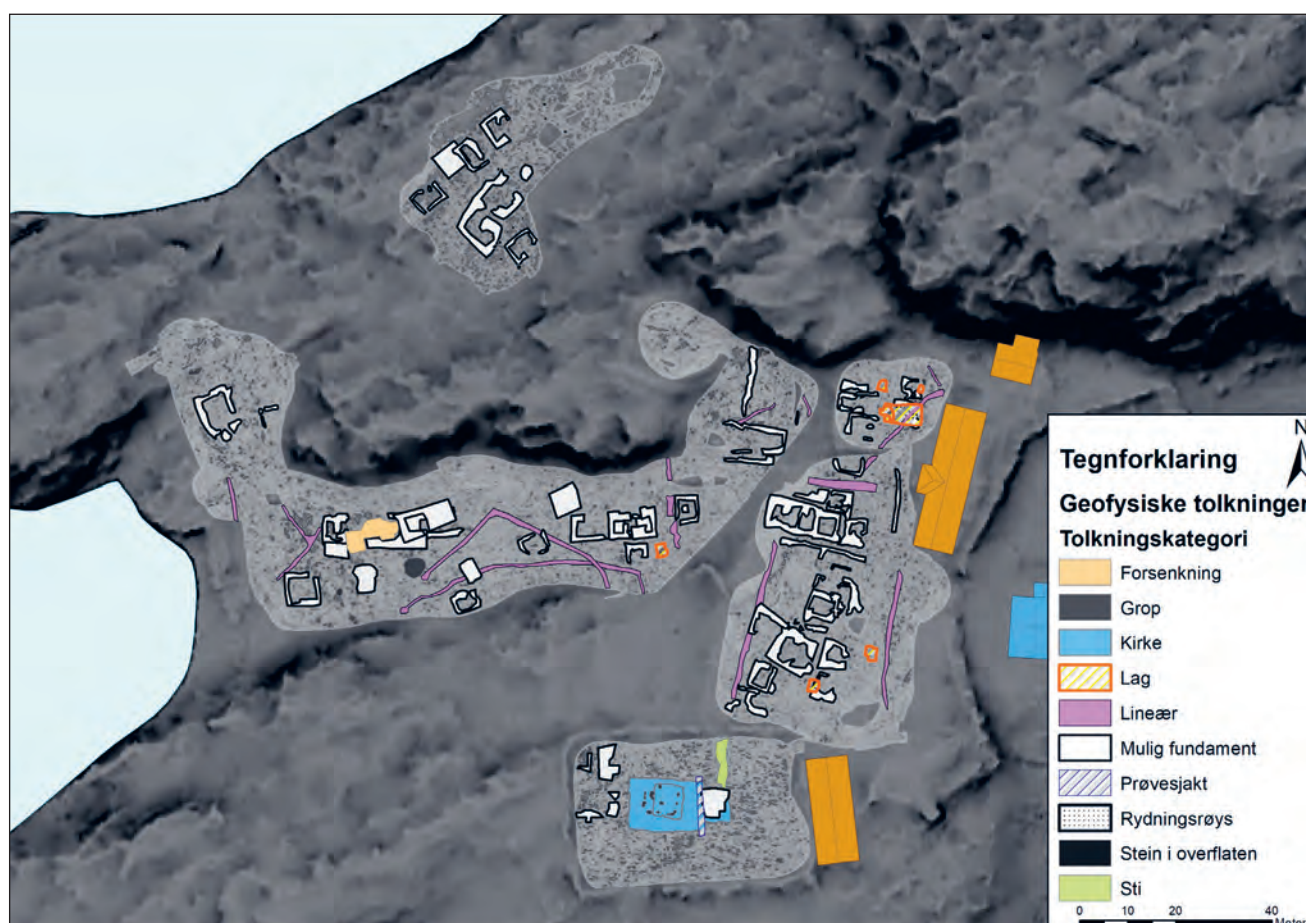 N
Tegnforklaring
Geofysiske tolkninger
Tolkningskategori
Forsenkning
Grop
Kirke
Lag
Lineær
Mulig fundament
Prøvesjakt
Rydningsrøys
Stein i overflaten
Sti
0 10 20 40
Meter